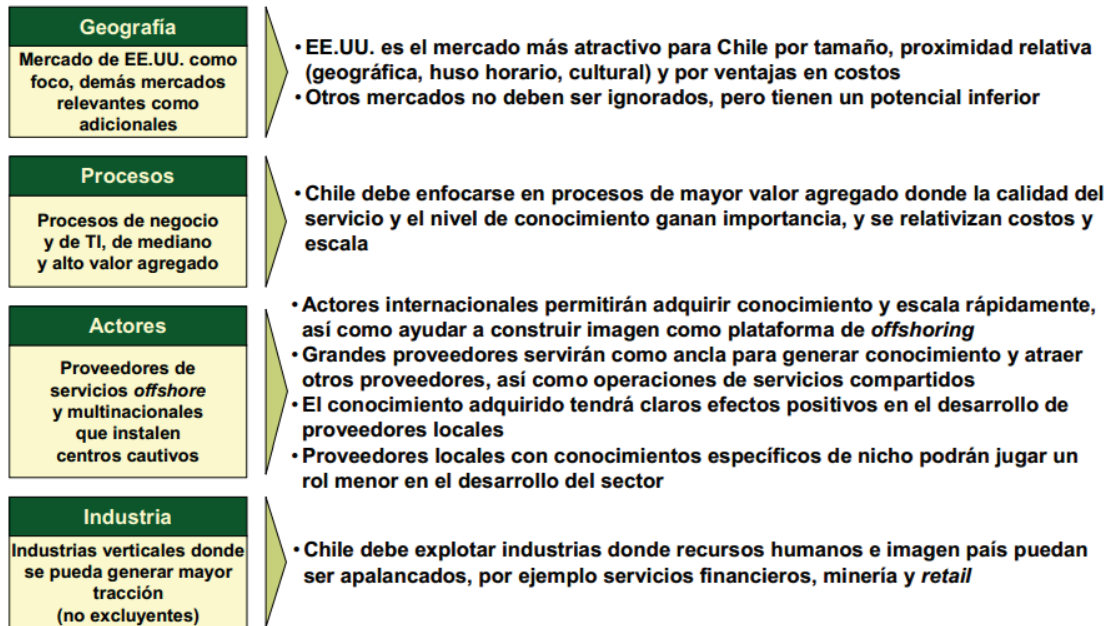 Geografía
Mercado de EE.UU. como
foco, demás mercados
relevantes como
adicionales
• EE.UU. es el mercado más atractivo para Chile por tamaño, proximidad relativa
(geográfica, huso horario, cultural) y por ventajas en costos
• Otros mercados no deben ser ignorados, pero tienen un potencial inferior
Procesos
Procesos de negocio
y de TI, de mediano
y alto valor agregado
• Chile debe enfocarse en procesos de mayor valor agregado donde la calidad del
servicio y el nivel de conocimiento ganan importancia, y se relativizan costos y
escala
Actores
Proveedores de
servicios offshore
y multinacionales
que instalen
centros cautivos
• Actores internacionales permitirán adquirir conocimiento y escala rápidamente,
así como ayudar a construir imagen como plataforma de offshoring
• Grandes proveedores servirán como ancla para generar conocimiento y atraer
otros proveedores, así como operaciones de servicios compartidos
• El conocimiento adquirido tendrá claros efectos positivos en el desarrollo de
proveedores locales
• Proveedores locales con conocimientos específicos de nicho podrán jugar un
rol menor en el desarrollo del sector
Industria
Industrias verticales donde
se pueda generar mayor
tracción
(no excluyentes)
• Chile debe explotar industrias donde recursos humanos e imagen país puedan
ser apalancados, por ejemplo servicios financieros, minería y retail